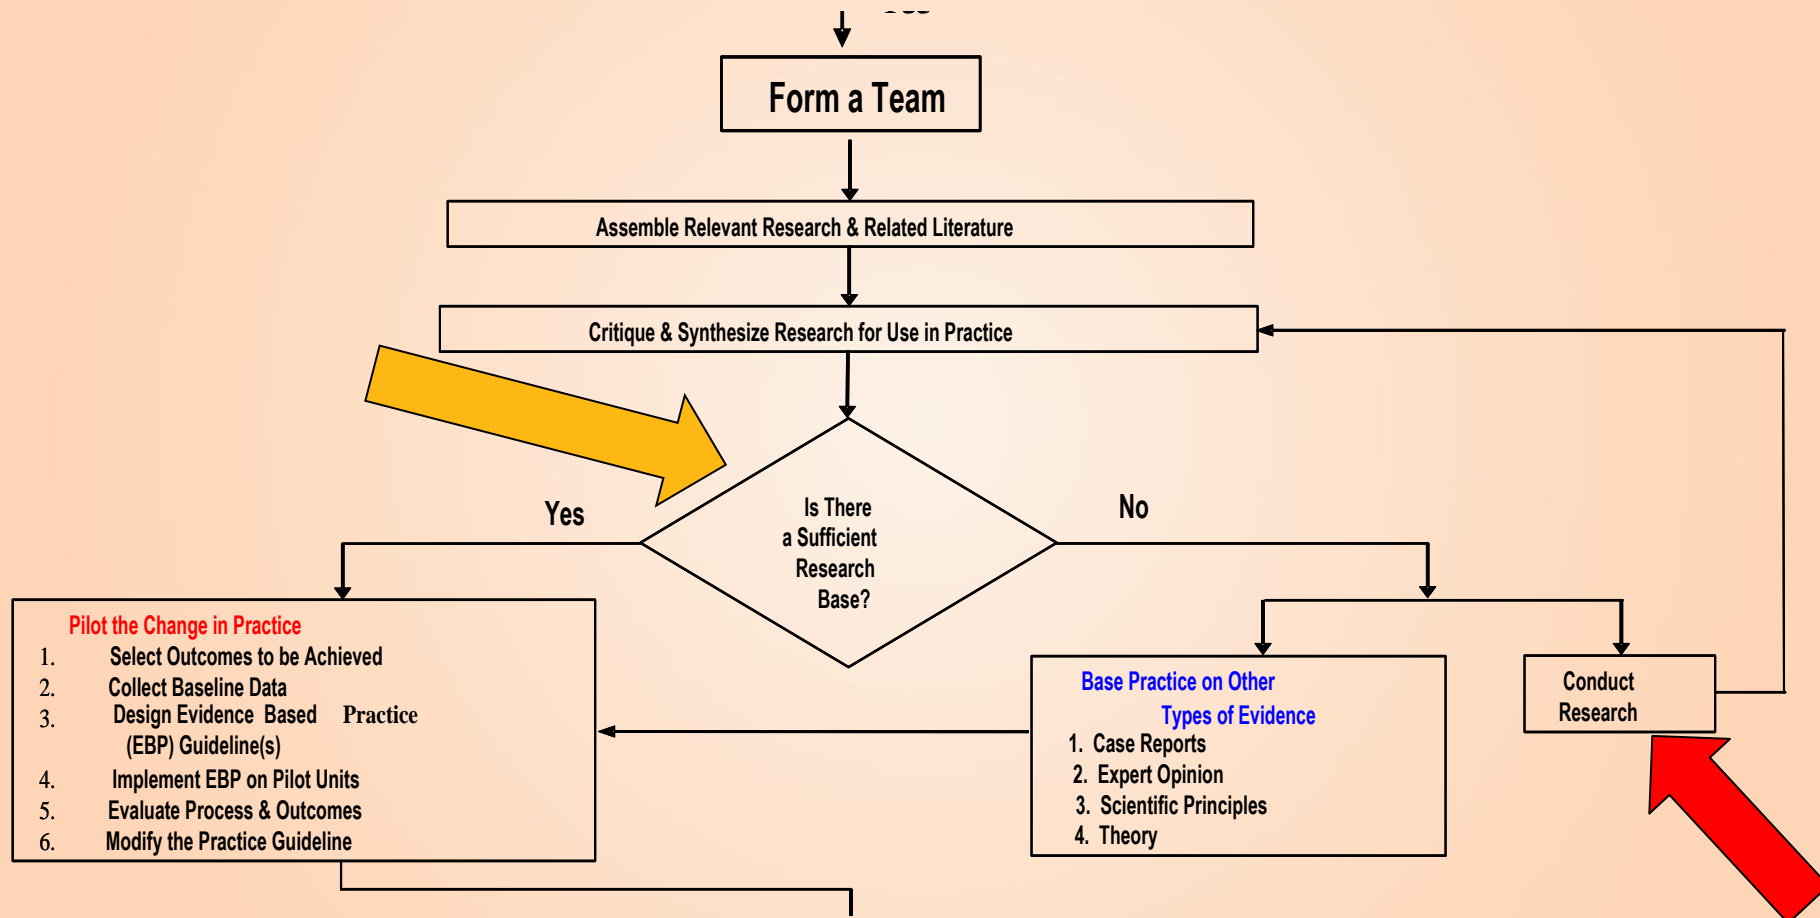 Form a Team
Assemble Relevant Research & Related Literature
Critique & Synthesize Research for Use in Practice
Is There
a Sufficient
Research
Base?
Yes
No
Pilot the Change in Practice
1. Select Outcomes to be Achieved
2. Collect Baseline Data
3. Design Evidence Based Practice
(EBP) Guideline(s)
4. Implement EBP on Pilot Units
5. Evaluate Process & Outcomes
6. Modify the Practice Guideline
Base Practice on Other
Types of Evidence
1. Case Reports
2. Expert Opinion
3. Scientific Principles
4. Theory
Conduct
Research